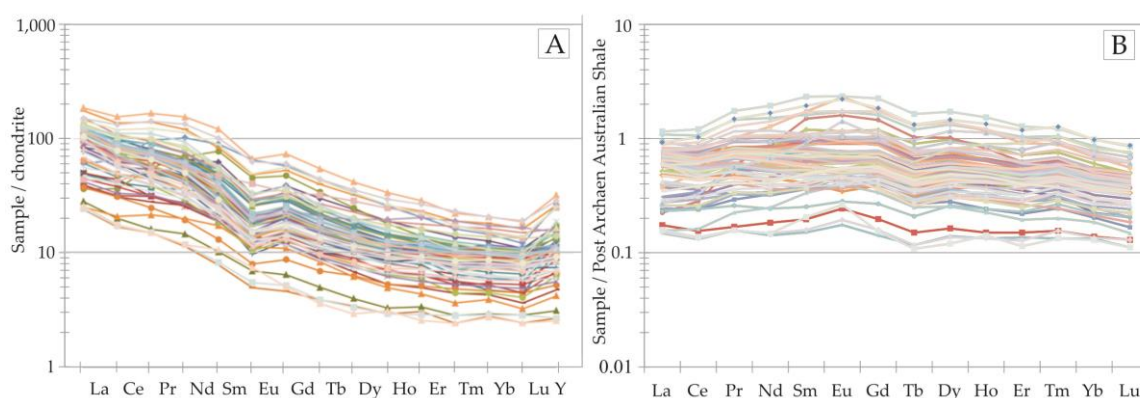 A
Sample / chondrite
1,000
100
10
1
La Ce Pr Nd Sm Eu Gd Tb Dy Ho Er Tm Yb Lu Y
B
Sample / Post Archaen Australian Shale
10
1
0.1
0.01
La Ce Pr Nd Sm Eu Gd Tb Dy Ho Er Tm Yb Lu